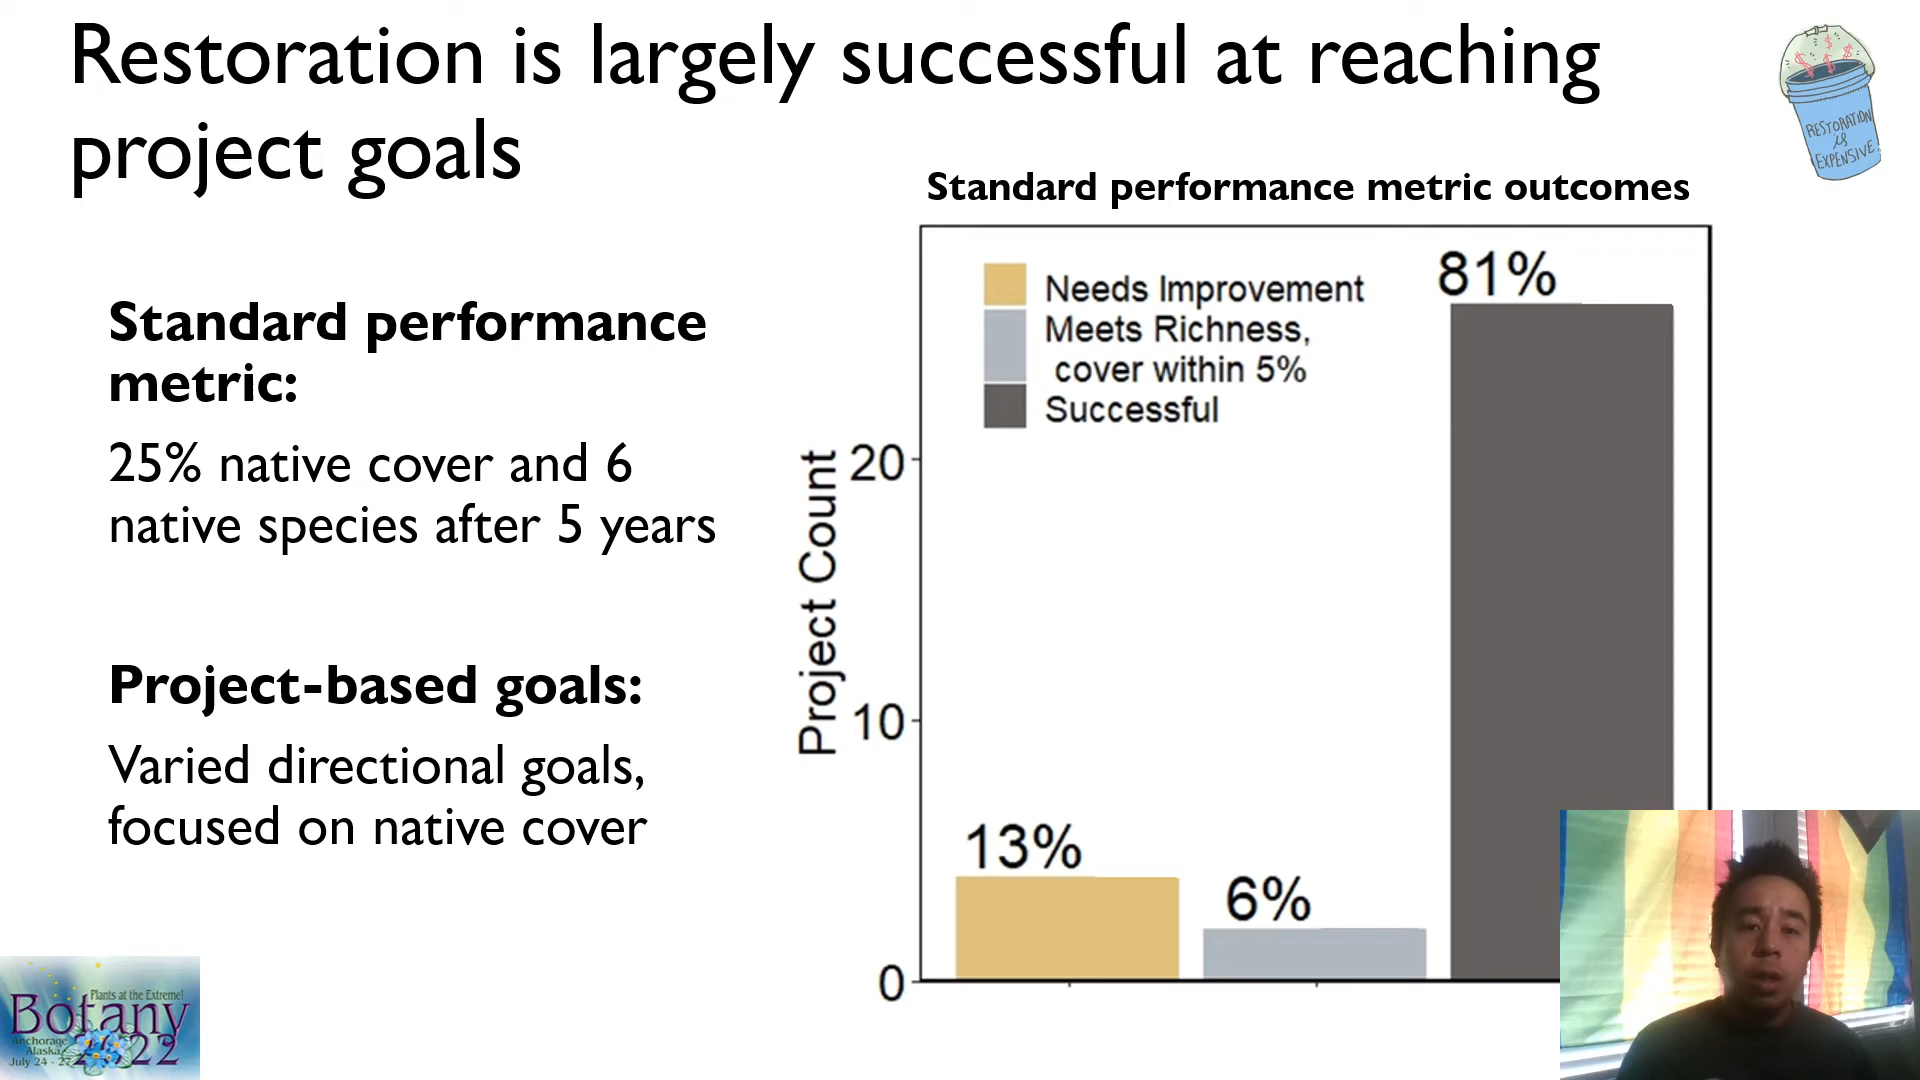 Restoration is largely successful at reaching
project goals
RESTORATION
is
EXPENSIVE
Standard performance
metric:
25% native cover and 6
native species after 5 years
Project-based goals:
Varied directional goals,
focused on native cover
Standard performance metric outcomes
Needs Improvement
Meets Richness,
cover within 5%
Successful
81%
13%
6%
Project Count
20
10
0
Plants at the Extreme!
Botany
2022
Anchorage
Alaska